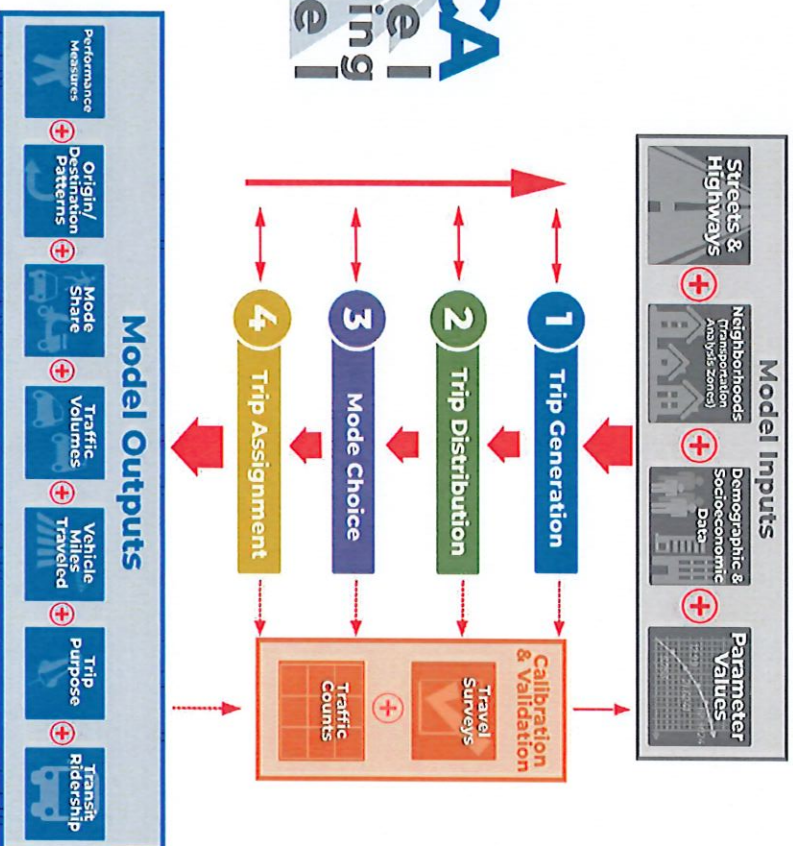 CA
ing
Model Inputs
Streets &
Highways
Neighborhoods
(Transportation
Analysis Zones)
Demographic &
Socioeconomic
Data
Parameter
Values
1 Trip Generation
2 Trip Distribution
3 Mode Choice
4 Trip Assignment
Calibration
& Validation
Travel
Surveys
Traffic
Counts
Model Outputs
Performance
Measures
Origin/
Destination
Patterns
Mode
Share
Traffic
Volumes
Vehicle
Miles
Traveled
Trip
Purpose
Transit
Ridership